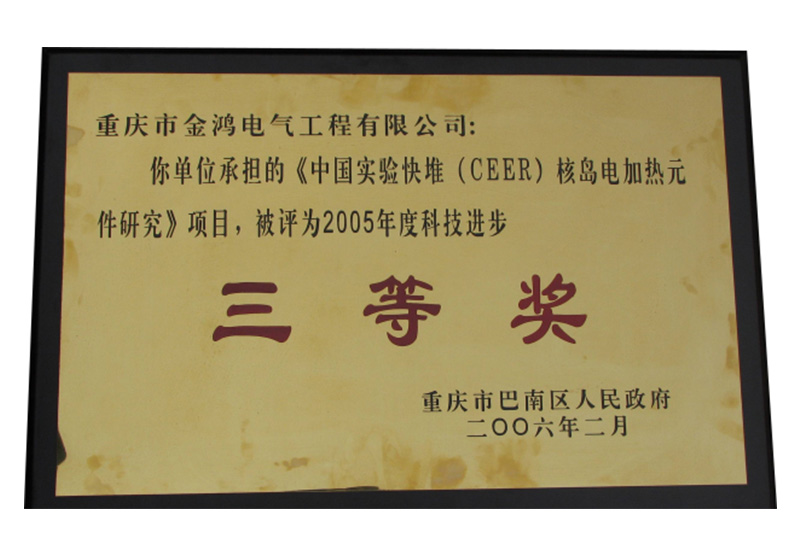 重庆市金鸿电气工程有限公司:
你单位承担的《中国实验快堆（CEER）核岛电加热元
件研究》项目，被评为2005年度科技进步
三等奖
重庆市巴南区人民政府
二〇〇六年二月